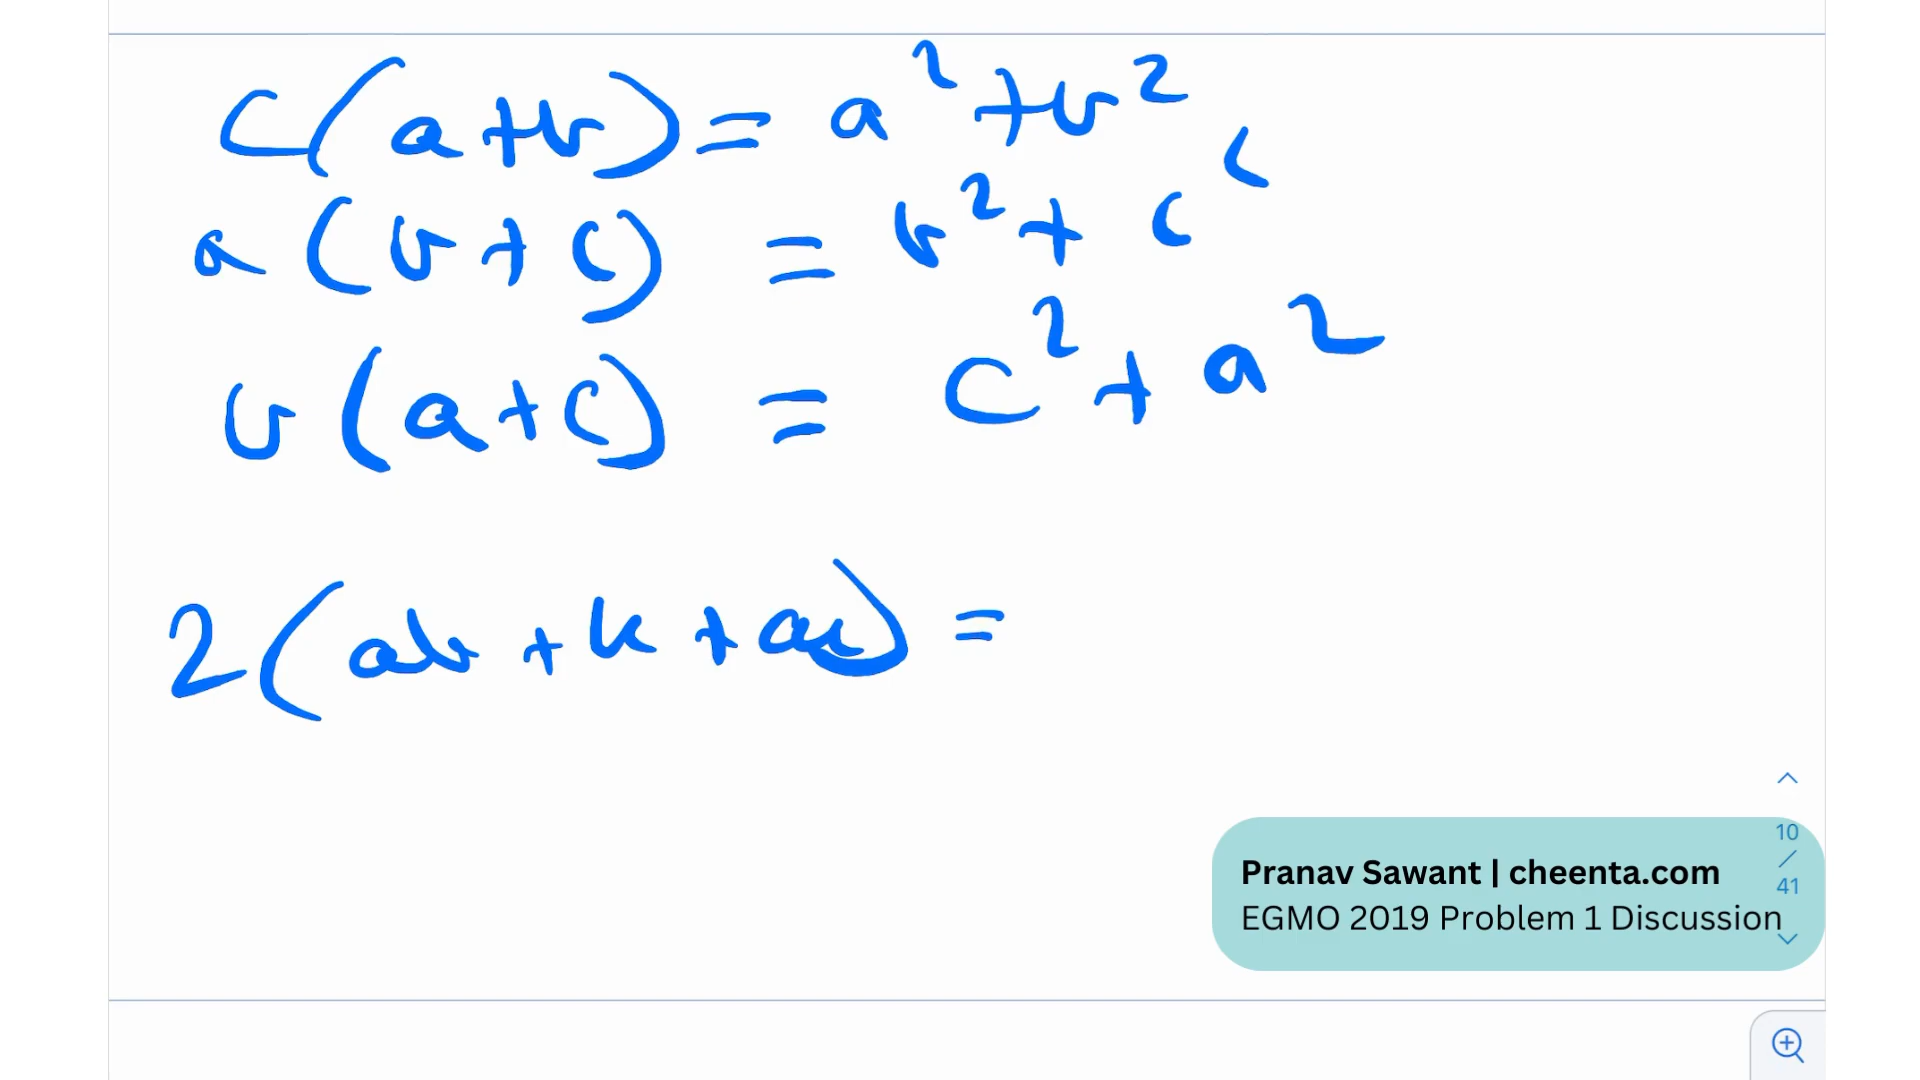 c(a+b) = a²+b²
a(b+c) = b²+c²
b(a+c) = c²+a²
2(ab+bc+ac) =
10
/
41
Pranav Sawant | cheenta.com
EGMO 2019 Problem 1 Discussion